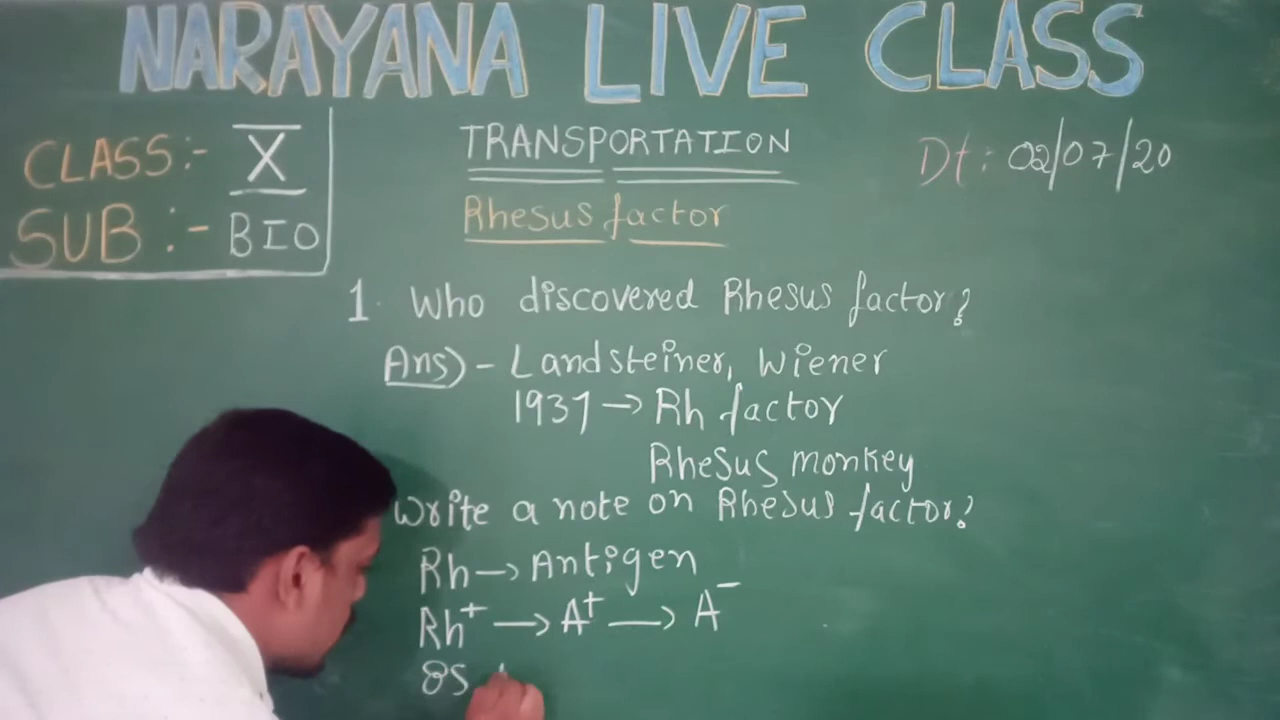 NARAYANA LIVE CLASS
CLASS:- X
SUB:- BIO
TRANSPORTATION
Rhesus factor
Dt: 02/07/20
1. Who discovered Rhesus factor?
Ans)- Landsteiner, Wiener
1937 → Rh factor
Rhesus monkey
Write a note on Rhesus factor?
Rh → Antigen
Rh⁺ → A⁺ → A⁻
85